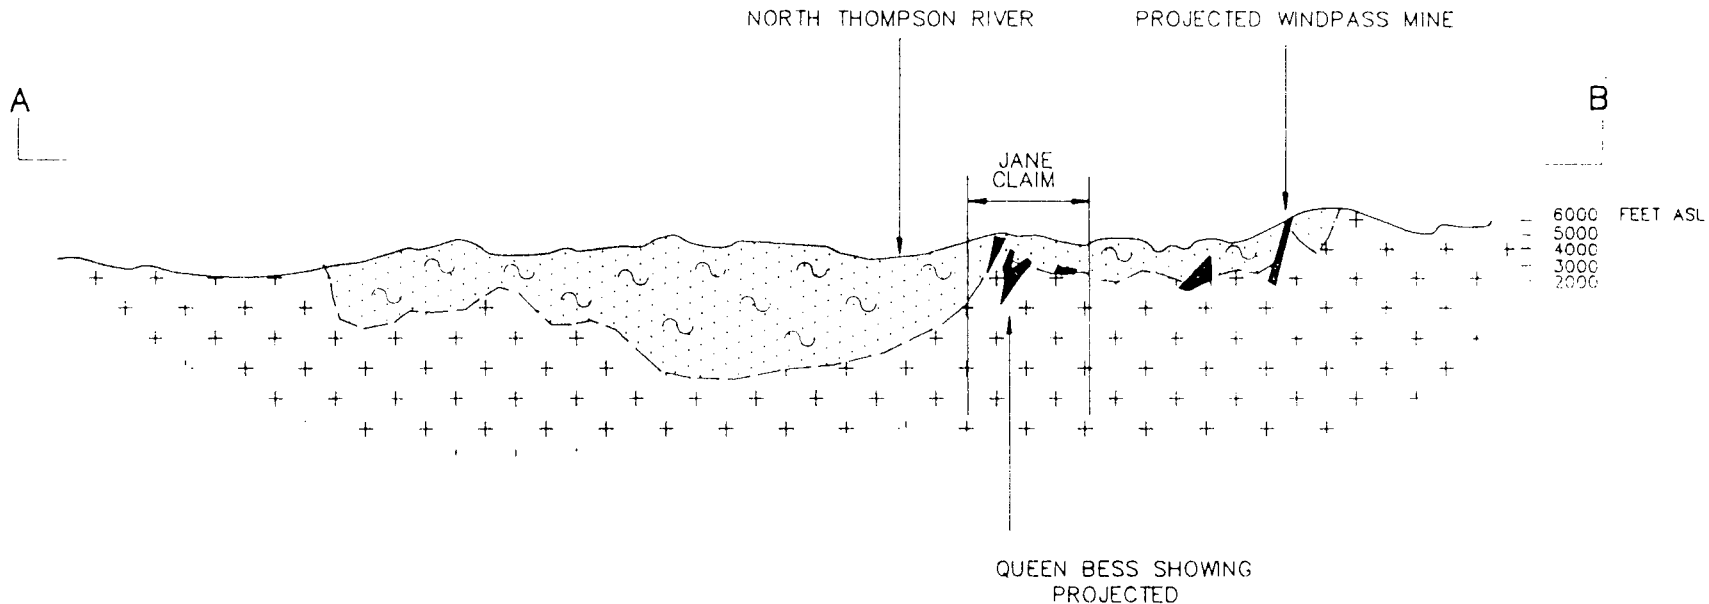 NORTH THOMPSON RIVER
PROJECTED WINDPASS MINE
A
B
JANE
CLAIM
6000 FEET ASL
5000
4000
3000
2000
QUEEN BESS SHOWING
PROJECTED